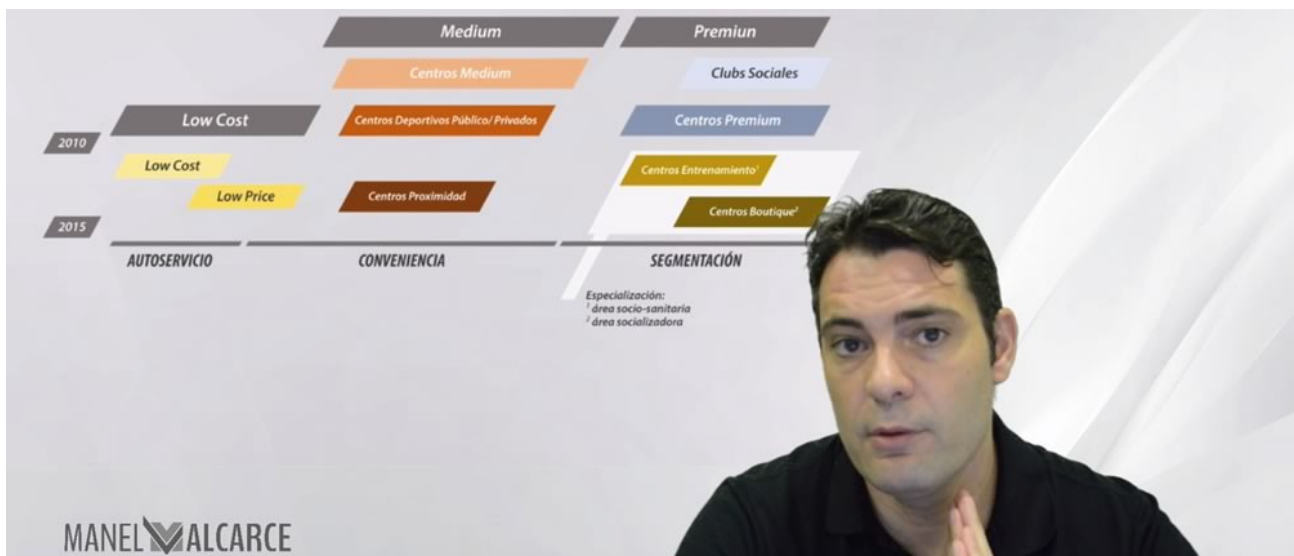 Medium
Premiun
Centros Medium
Clubs Sociales
Low Cost
Centros Deportivos Público/ Privados
Centros Premium
2010
Low Cost
Centros Entrenamiento¹
Low Price
Centros Proximidad
Centros Boutique²
2015
AUTOSERVICIO
CONVENIENCIA
SEGMENTACIÓN
Especialización:
¹ área socio-sanitaria
² área socializadora
MANEL VALCARCE